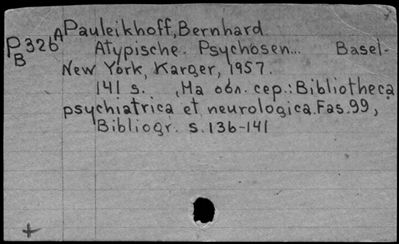 A Pauleikhoff, Bernhard
P326 Atypische Psychosen... Basel-
B
New York, Karger, 1957.
141 s. , На обл. сер.: Bibliotheca
psychiatrica et neurologica. Fas. 99,
Bibliogr. s. 136-141
+